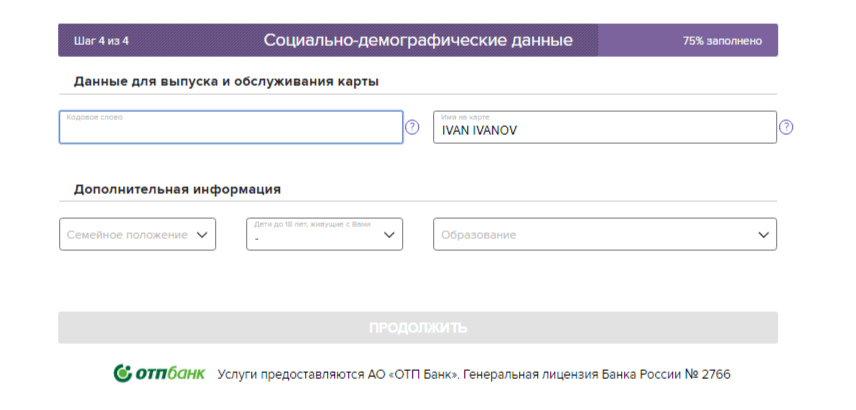 Шаг 4 из 4 Социально-демографические данные 75% заполнено
Данные для выпуска и обслуживания карты
Кодовое слово ? Имя на карте ?
IVAN IVANOV
Дополнительная информация
Семейное положение Дети до 18 лет, живущие с Вами Образование
-
ПРОДОЛЖИТЬ
отпбанк Услуги предоставляются АО «ОТП Банк». Генеральная лицензия Банка России № 2766